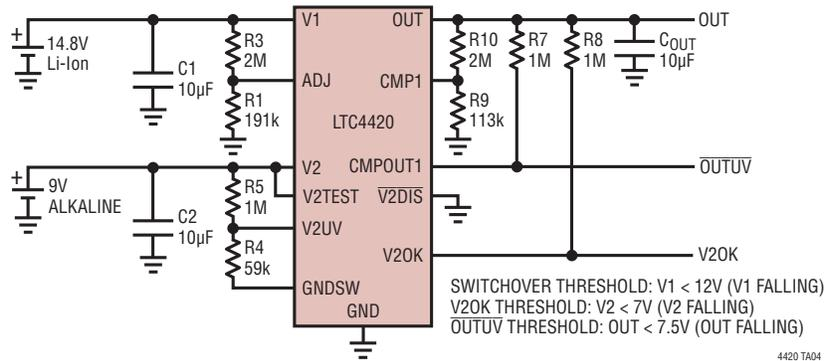 +
14.8V
Li-Ion
C1
10µF
R3
2M
R1
191k
V1
ADJ
LTC4420
OUT
CMP1
R10
2M
R9
113k
R7
1M
R8
1M
COUT
10µF
OUT
+
9V
ALKALINE
C2
10µF
R5
1M
R4
59k
V2
V2TEST
V2UV
GNDSW
GND
CMPOUT1
V2DIS
V2OK
OUTUV
V2OK
SWITCHOVER THRESHOLD: V1 < 12V (V1 FALLING)
V2OK THRESHOLD: V2 < 7V (V2 FALLING)
OUTUV THRESHOLD: OUT < 7.5V (OUT FALLING)
4420 TA04